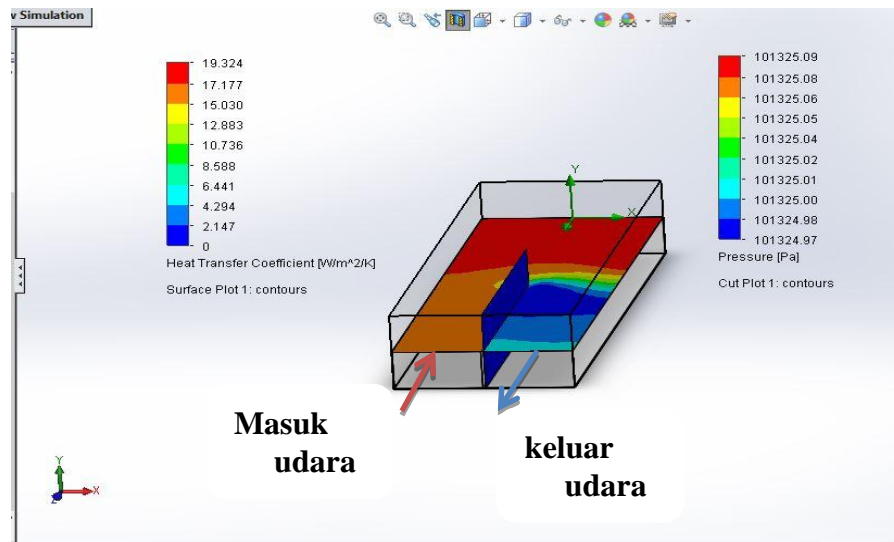 w Simulation
19.324
17.177
15.030
12.883
10.736
8.588
6.441
4.294
2.147
0
Heat Transfer Coefficient [W/m^2/K]
Surface Plot 1: contours
101325.09
101325.08
101325.06
101325.05
101325.04
101325.02
101325.01
101325.00
101324.98
101324.97
Pressure [Pa]
Cut Plot 1: contours
Y
X
Masuk
udara
keluar
udara
Y
X
Z